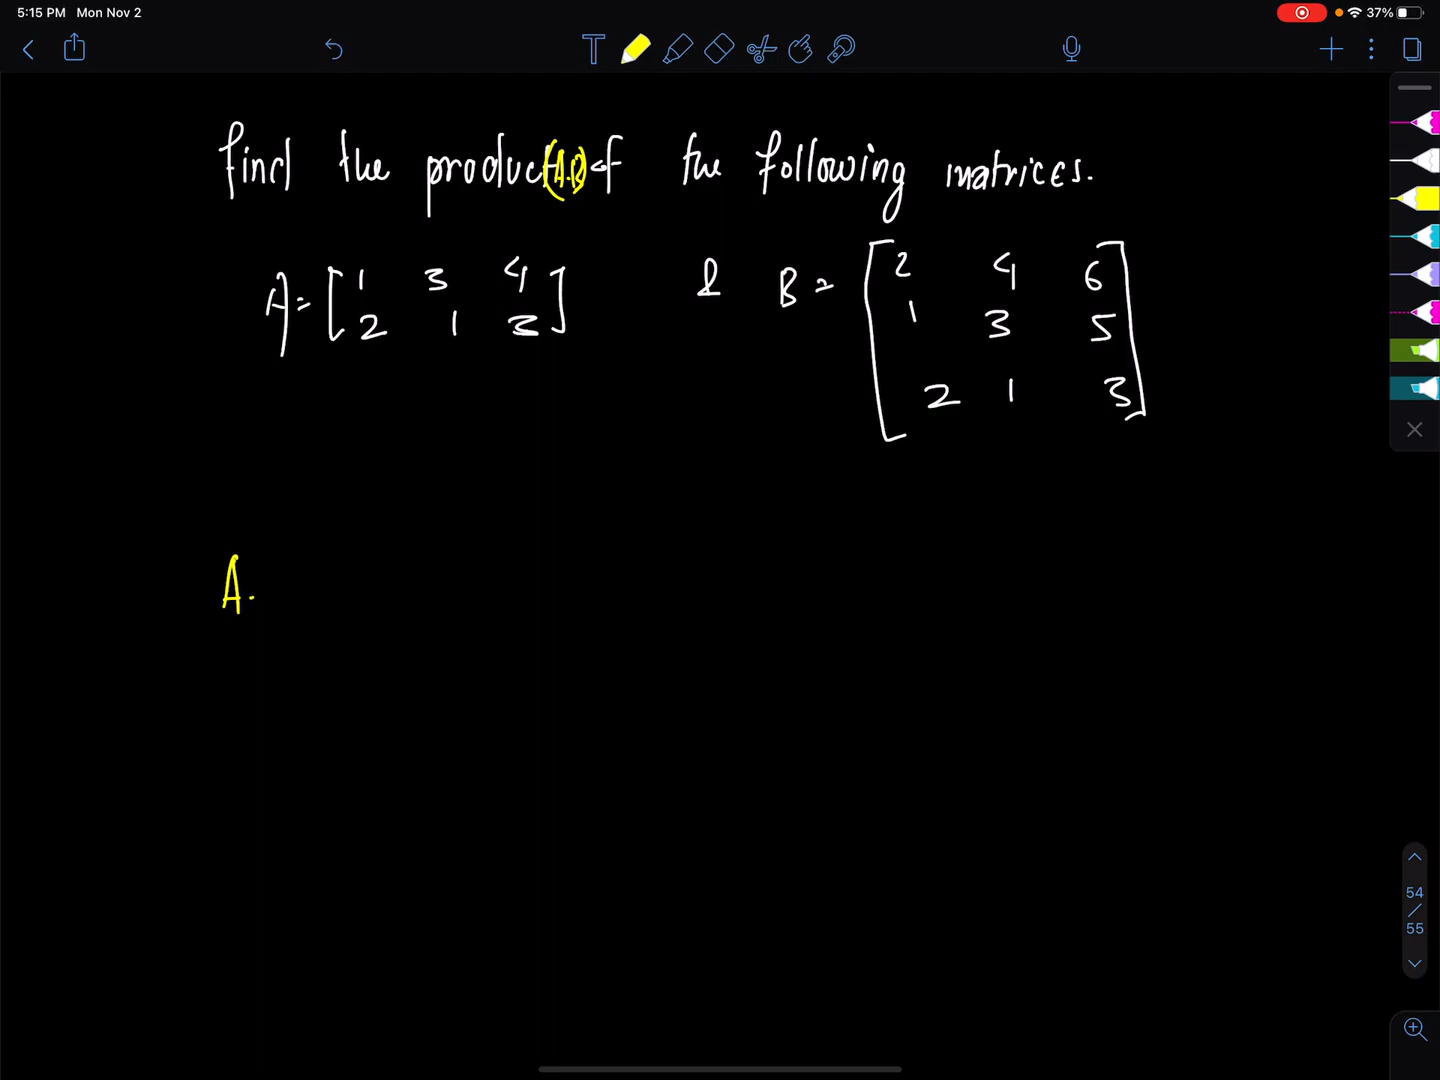 5:15 PM Mon Nov 2
37%
find the product (A.B) of the following matrices.
A = [ 1 3 4 & B = [ 2 4 6
2 1 3 ] 1 3 5
2 1 3 ]
A.
54
/
55